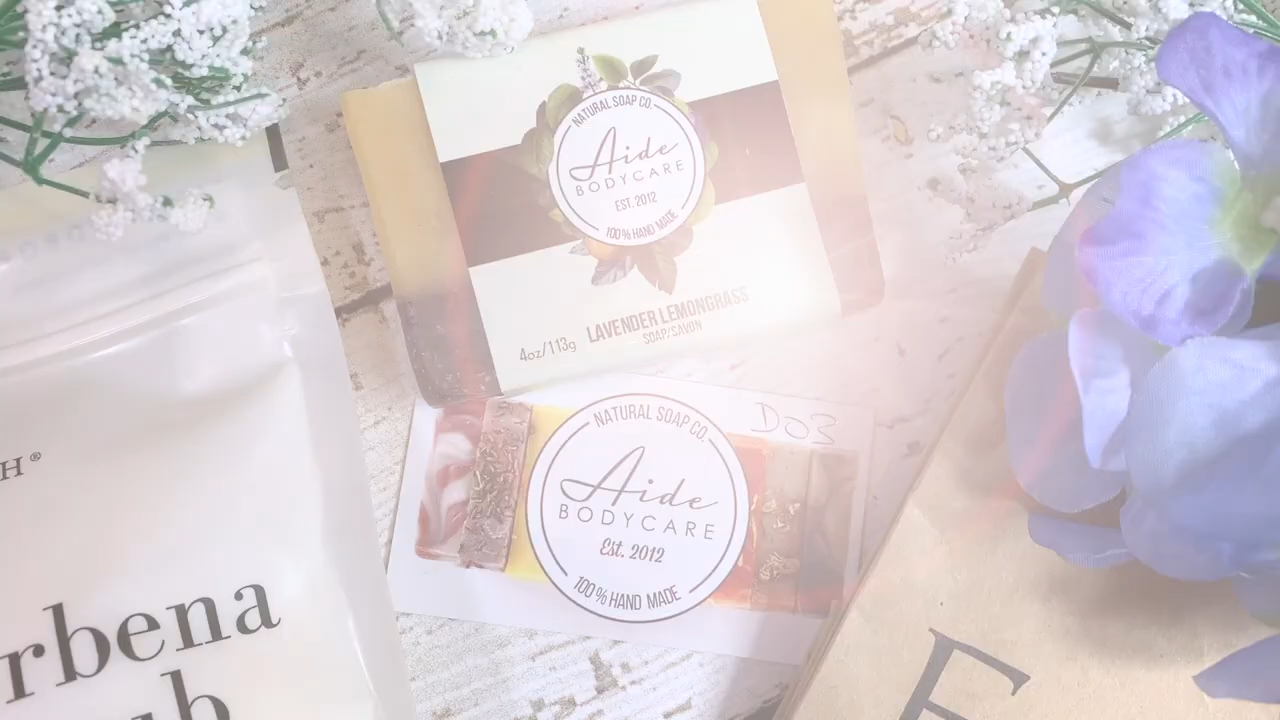 NATURAL SOAP CO.
Aide
BODYCARE
EST. 2012
100% HAND MADE
LAVENDER LEMONGRASS
4oz/113g
SOAP/SAVON
D03
NATURAL SOAP CO.
Aide
BODYCARE
Est. 2012
100% HAND MADE
H®
rbena
ub
E